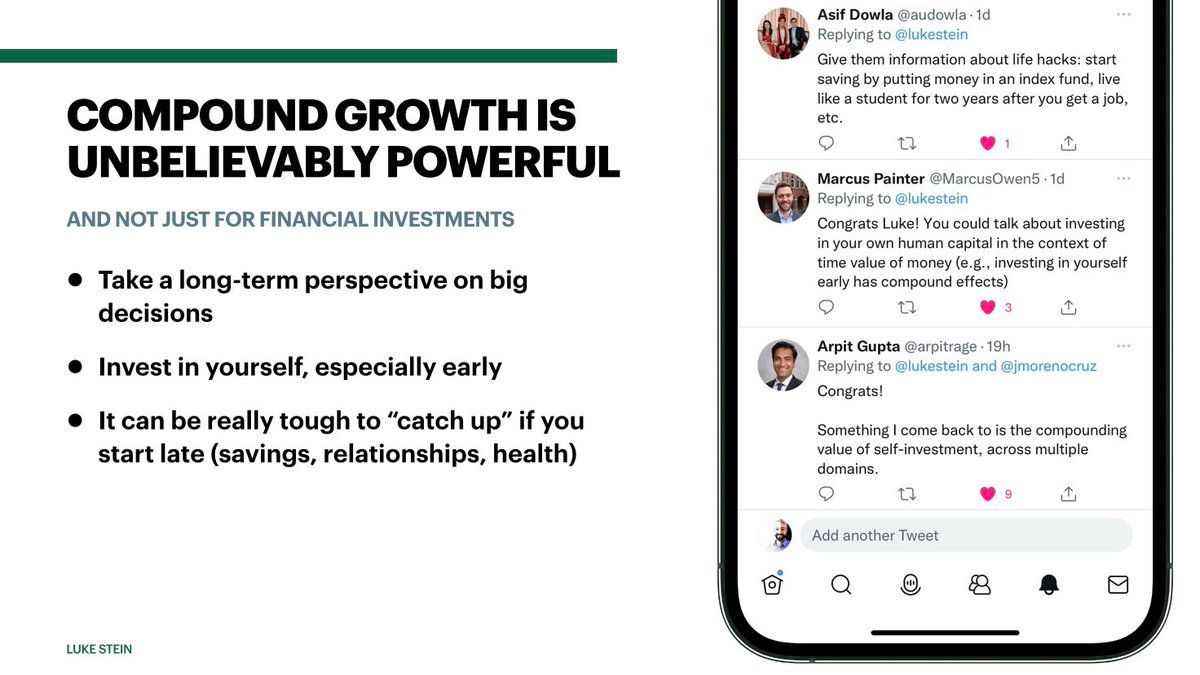 COMPOUND GROWTH IS
UNBELIEVABLY POWERFUL
AND NOT JUST FOR FINANCIAL INVESTMENTS
● Take a long-term perspective on big
decisions
● Invest in yourself, especially early
● It can be really tough to “catch up” if you
start late (savings, relationships, health)
LUKE STEIN
Asif Dowla @audowla · 1d
Replying to @lukestein
Give them information about life hacks: start
saving by putting money in an index fund, live
like a student for two years after you get a job,
etc.
1
Marcus Painter @MarcusOwen5 · 1d
Replying to @lukestein
Congrats Luke! You could talk about investing
in your own human capital in the context of
time value of money (e.g., investing in yourself
early has compound effects)
3
Arpit Gupta @arpitrage · 19h
Replying to @lukestein and @jmorenocruz
Congrats!
Something I come back to is the compounding
value of self-investment, across multiple
domains.
9
Add another Tweet